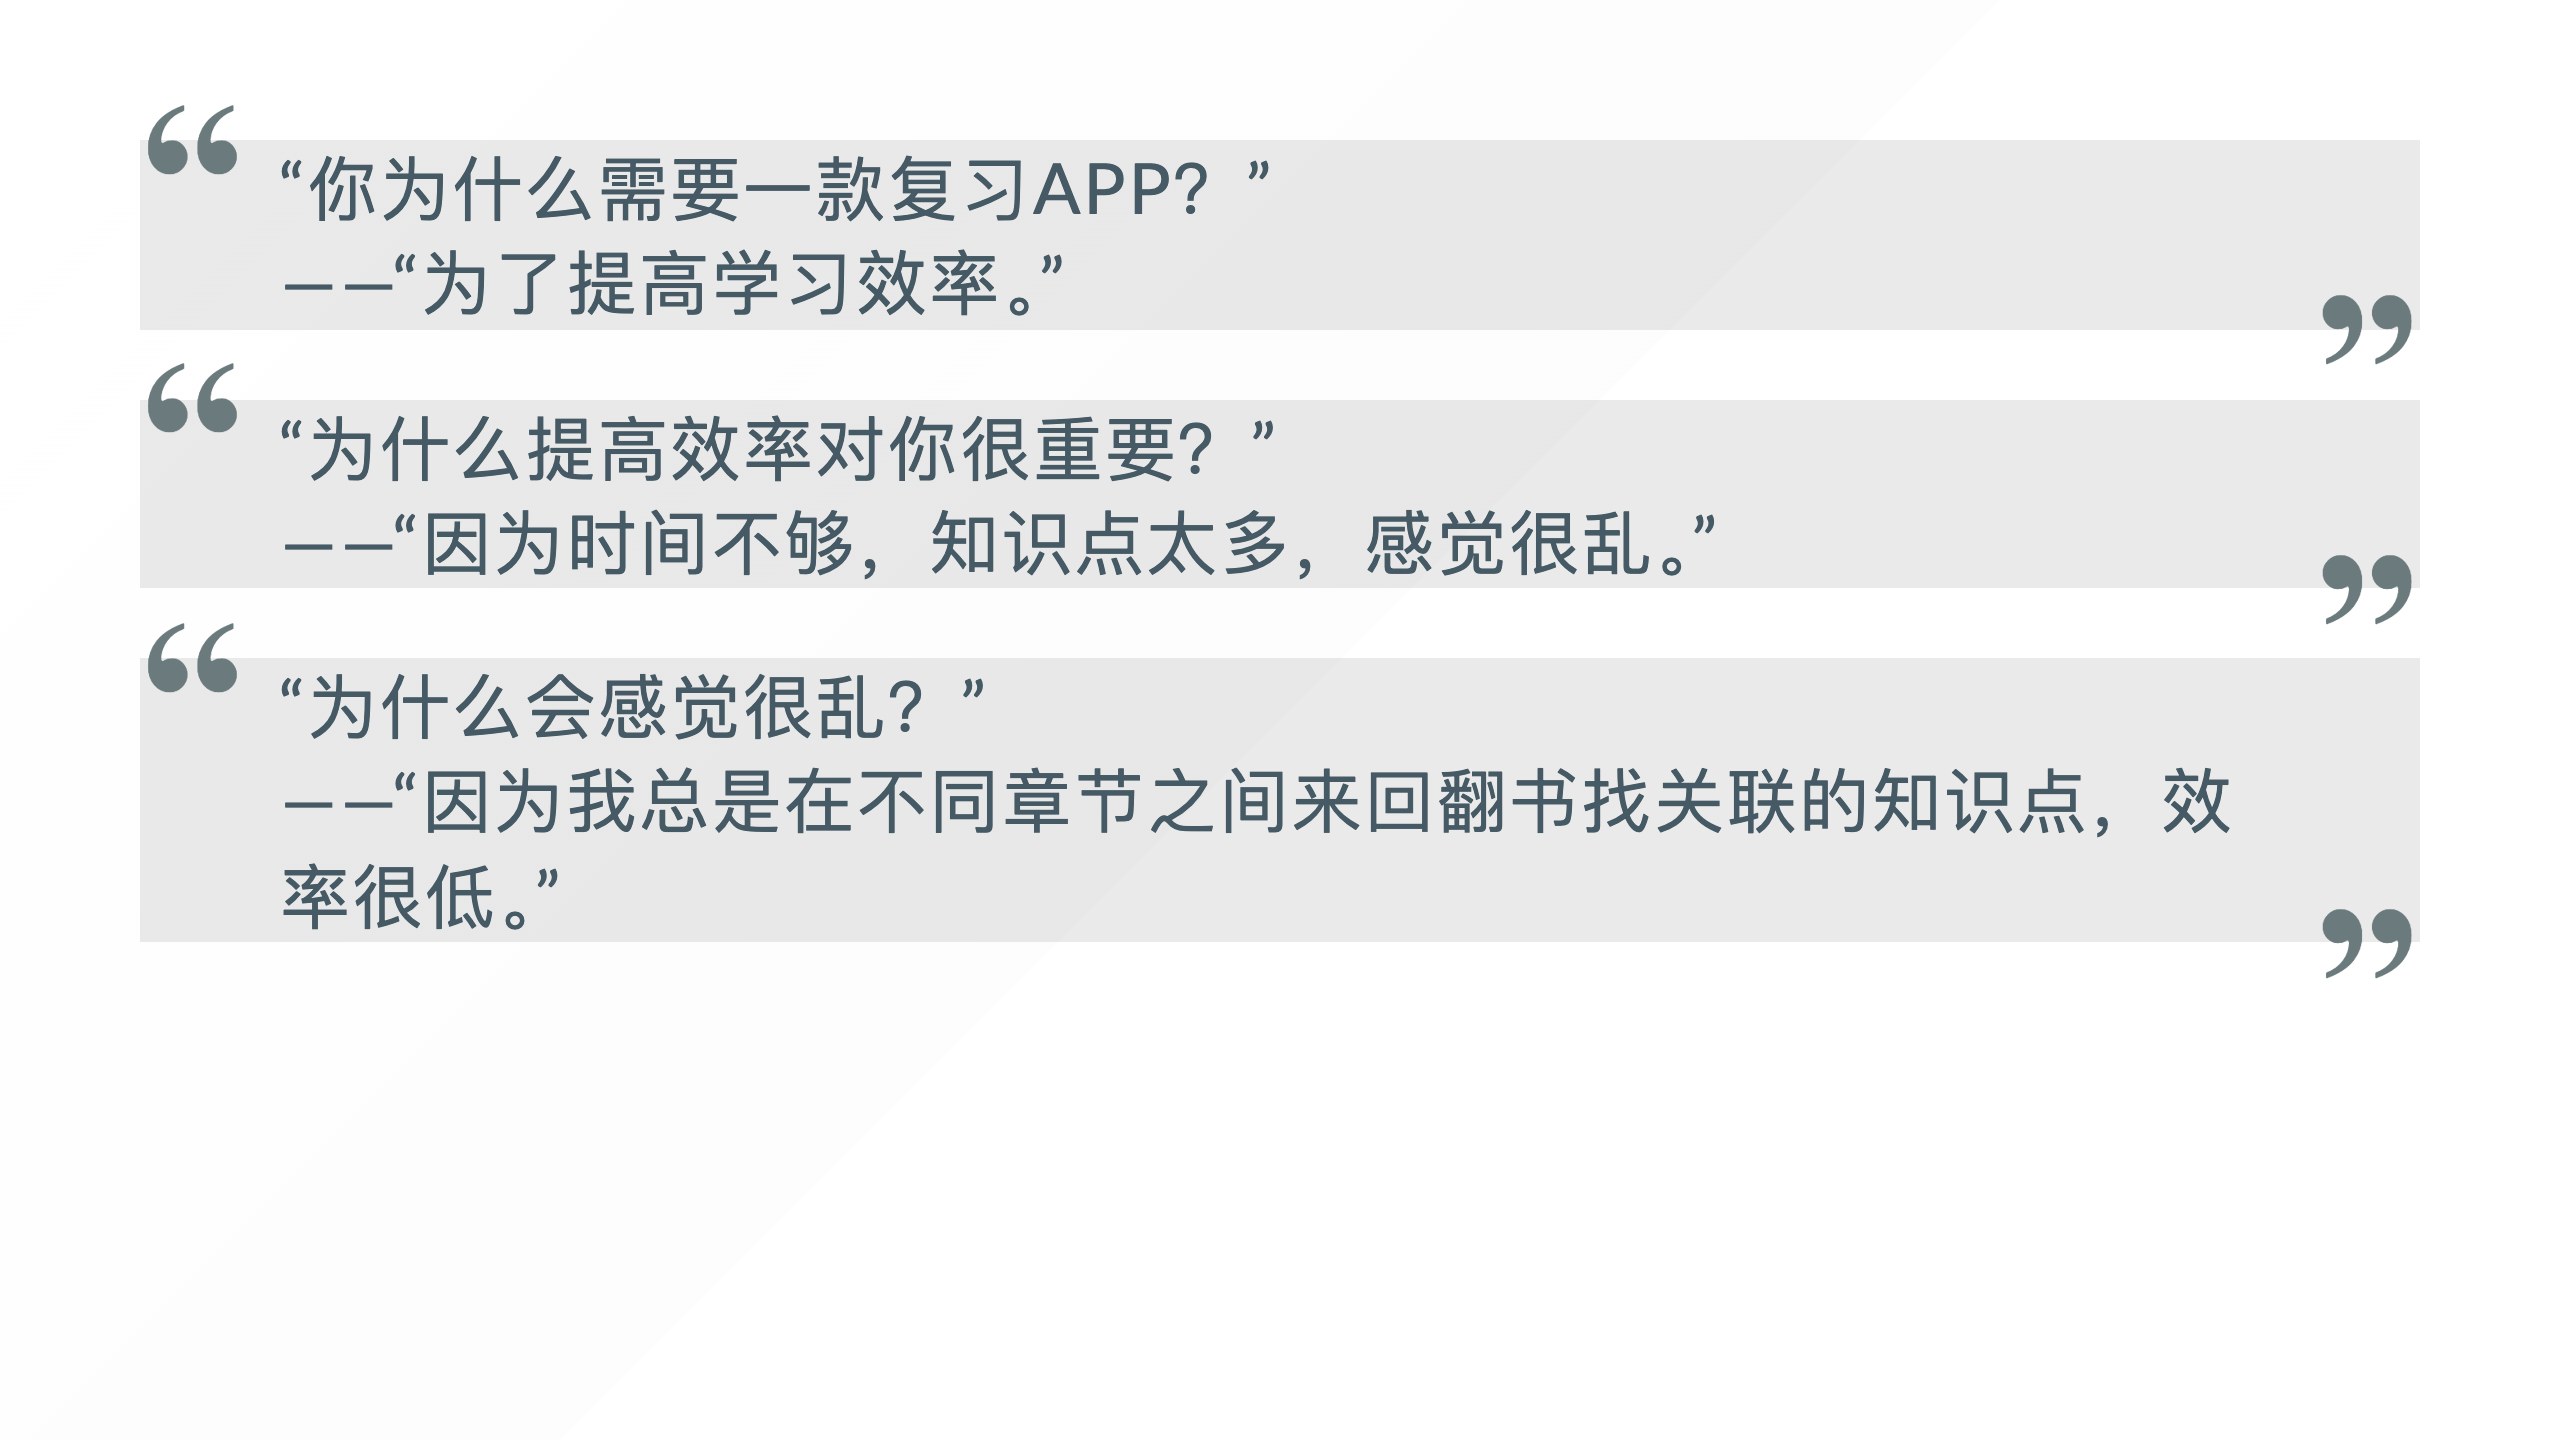 “你为什么需要一款复习APP？”
——“为了提高学习效率。”
“为什么提高效率对你很重要？”
——“因为时间不够，知识点太多，感觉很乱。”
“为什么会感觉很乱？”
——“因为我总是在不同章节之间来回翻书找关联的知识点，效
率很低。”